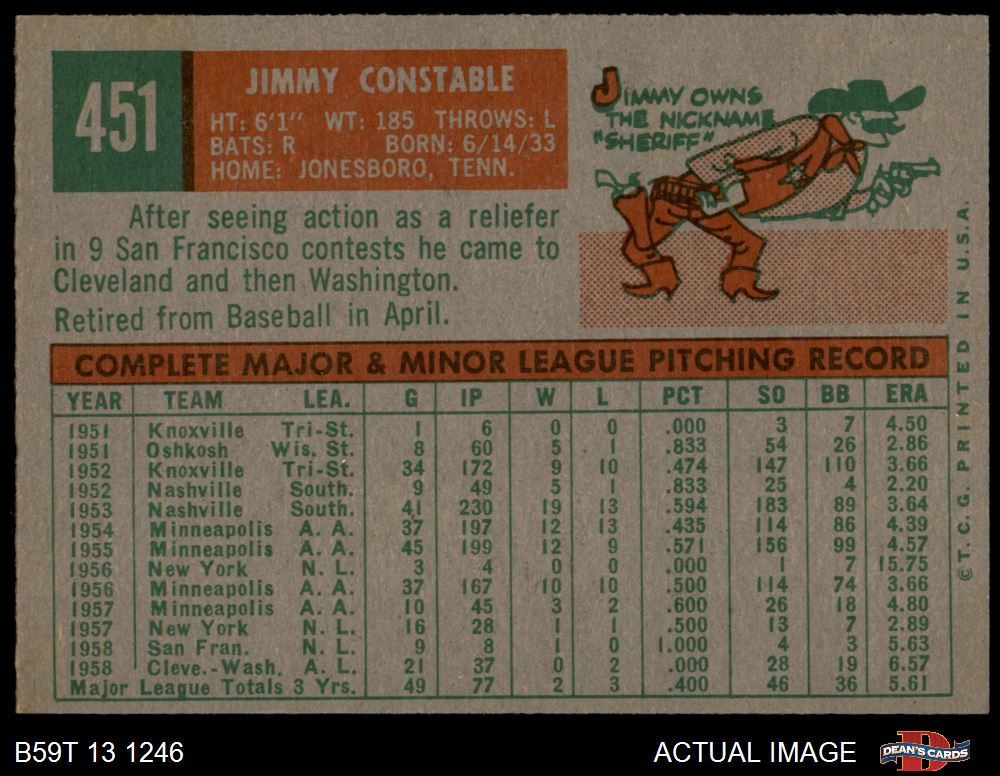 451
JIMMY CONSTABLE
HT: 6'1" WT: 185 THROWS: L
BATS: R BORN: 6/14/33
HOME: JONESBORO, TENN.
JIMMY OWNS
THE NICKNAME
"SHERIFF"
After seeing action as a reliefer
in 9 San Francisco contests he came to
Cleveland and then Washington.
Retired from Baseball in April.
COMPLETE MAJOR & MINOR LEAGUE PITCHING RECORD
YEAR TEAM LEA. G IP W L PCT SO BB ERA
1951 Knoxville Tri-St. 1 6 0 0 .000 3 7 4.50
1951 Oshkosh Wis. St. 8 60 5 1 .833 54 26 2.86
1952 Knoxville Tri-St. 34 172 9 10 .474 147 110 3.66
1952 Nashville South. 9 49 5 1 .833 25 4 2.20
1953 Nashville South. 41 230 19 13 .594 183 89 3.64
1954 Minneapolis A. A. 37 197 12 13 .435 114 86 4.39
1955 Minneapolis A. A. 45 199 12 9 .571 156 99 4.57
1956 New York N. L. 3 4 0 0 .000 1 7 15.75
1956 Minneapolis A. A. 37 167 10 10 .500 114 74 3.66
1957 Minneapolis A. A. 10 45 3 2 .600 26 18 4.80
1957 New York N. L. 16 28 1 1 .500 13 7 2.89
1958 San Fran. N. L. 9 8 1 0 1.000 4 3 5.63
1958 Cleve.-Wash. A. L. 21 37 0 2 .000 28 19 6.57
Major League Totals 3 Yrs. 49 77 2 3 .400 46 36 5.61
© T.C.G. PRINTED IN U.S.A.
B59T 13 1246
ACTUAL IMAGE
D
DEAN'S CARDS